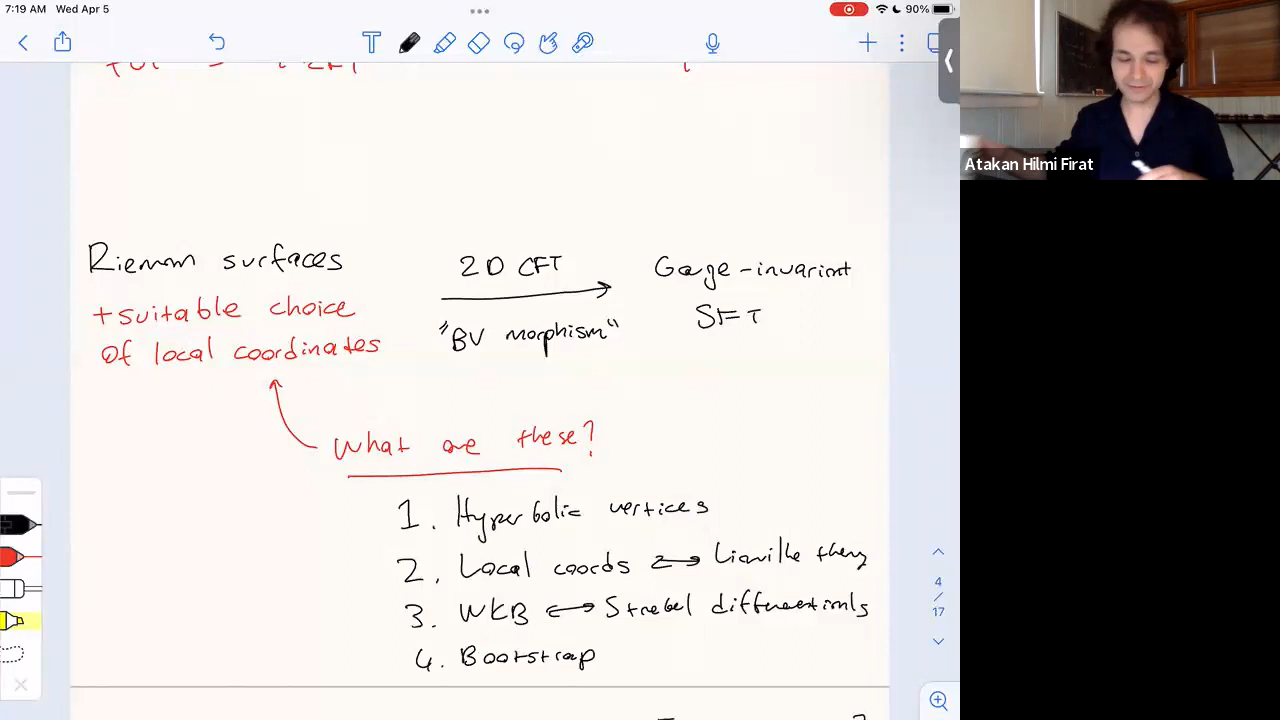 7:19 AM Wed Apr 5
90%
Atakan Hilmi Firat
Riemann surfaces
+ suitable choice
of local coordinates
2D CFT
"BV morphism"
Gauge-invariant
SFT
What are these?
1. Hyperbolic vertices
2. Local coords ↔ Liouville theory
3. WKB ↔ Strebel differentials
4. Bootstrap
4
/
17